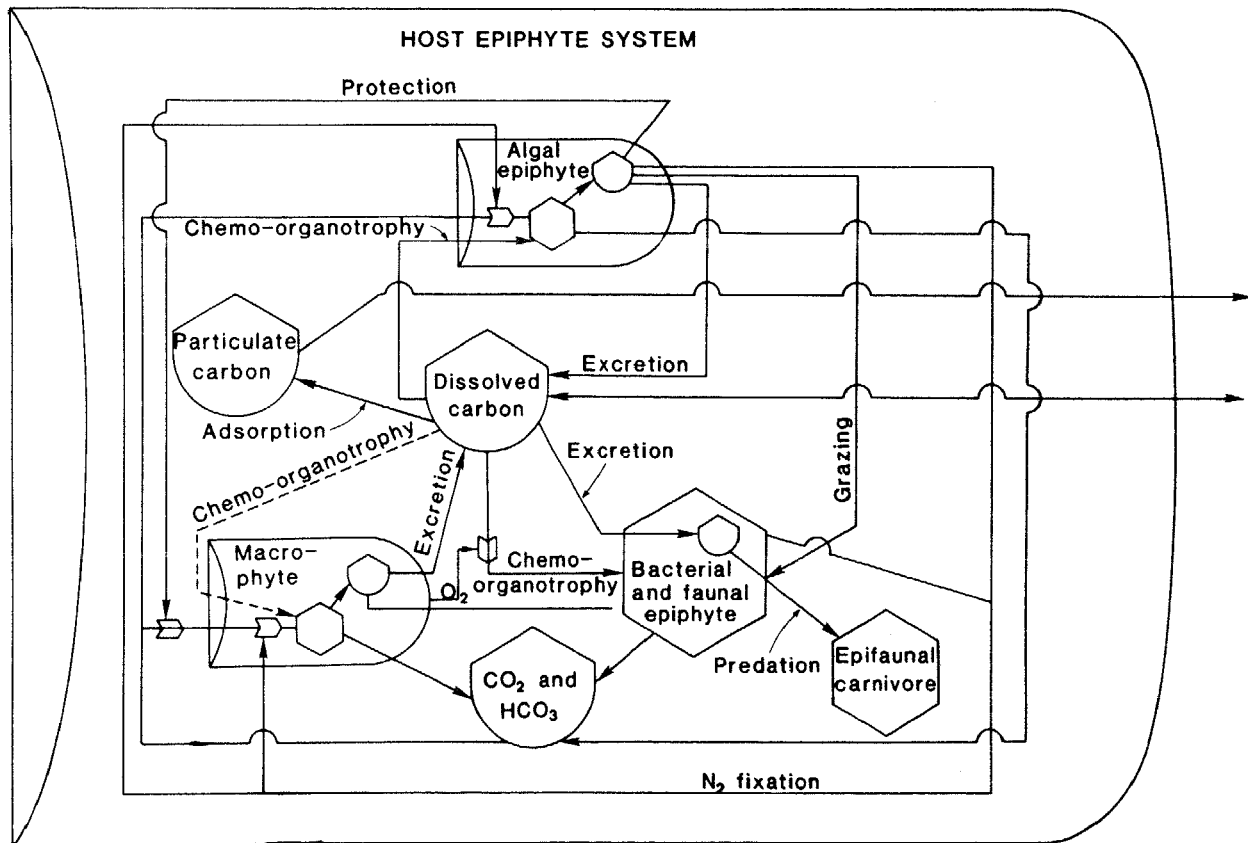 HOST EPIPHYTE SYSTEM
Protection
Algal
epiphyte
Chemo-organotrophy
Particulate
carbon
Excretion
Dissolved
carbon
Adsorption
Chemo-organotrophy
Excretion
Excretion
Grazing
Macro-
phyte
O₂
Chemo-
organotrophy
Bacterial
and faunal
epiphyte
Predation
Epifaunal
carnivore
CO₂ and
HCO₃
N₂ fixation